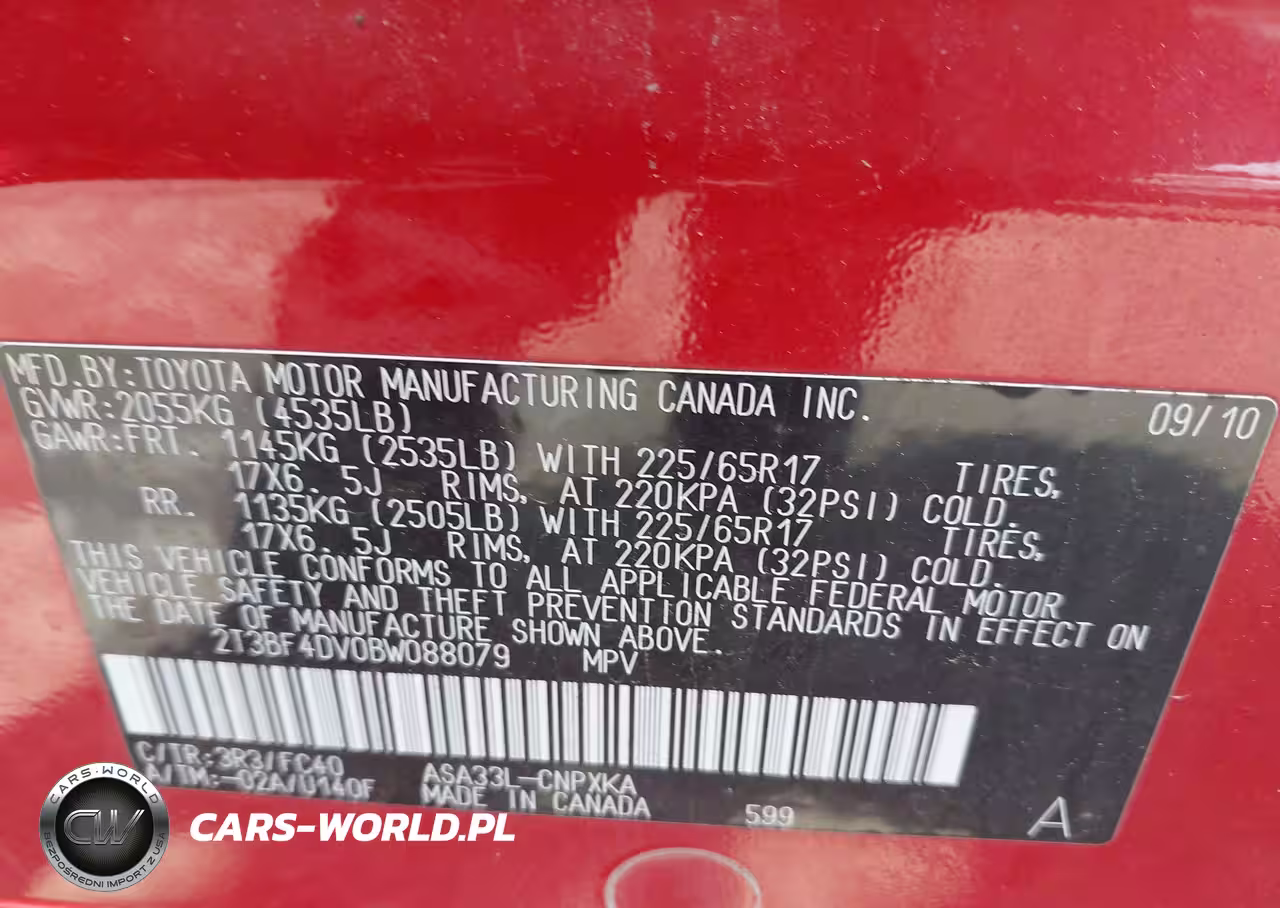 MFD.BY:TOYOTA MOTOR MANUFACTURING CANADA INC. 09/10
GVWR:2055KG (4535LB)
GAWR:FRT. 1145KG (2535LB) WITH 225/65R17 TIRES,
17X6.5J RIMS, AT 220KPA (32PSI) COLD.
RR. 1135KG (2505LB) WITH 225/65R17 TIRES,
17X6.5J RIMS, AT 220KPA (32PSI) COLD.
THIS VEHICLE CONFORMS TO ALL APPLICABLE FEDERAL MOTOR
VEHICLE SAFETY AND THEFT PREVENTION STANDARDS IN EFFECT ON
THE DATE OF MANUFACTURE SHOWN ABOVE.
2T3BF4DV0BW088079 MPV
C/TR:3R3/FC40 ASA33L-CNPXKA
A/TM:-02A/U140F MADE IN CANADA 599 A
CARS-WORLD
CW
BEZPOŚREDNI IMPORT Z USA
CARS-WORLD.PL